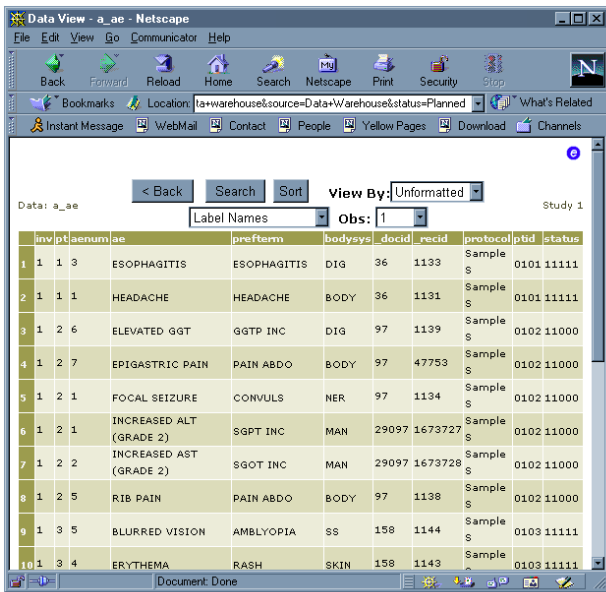 Data View - a_ae - Netscape
File Edit View Go Communicator Help
Back Forward Reload Home Search Netscape Print Security Stop
My
N
Bookmarks Location: ta+warehouse&source=Data+Warehouse&status=Planned What's Related
Instant Message WebMail Contact People Yellow Pages Download Channels
e
< Back Search Sort View By: Unformatted
Data: a_ae Study 1
Label Names Obs: 1
inv pt aenum ae prefterm bodysys _docid _recid protocol ptid status
1 1 1 3 ESOPHAGITIS ESOPHAGITIS DIG 36 1133 Sample S 0101 11111
2 1 1 1 HEADACHE HEADACHE BODY 36 1131 Sample S 0101 11111
3 1 2 6 ELEVATED GGT GGTP INC DIG 97 1139 Sample S 0102 11000
4 1 2 7 EPIGASTRIC PAIN PAIN ABDO BODY 97 47753 Sample S 0102 11000
5 1 2 1 FOCAL SEIZURE CONVULS NER 97 1134 Sample S 0102 11000
6 1 2 1 INCREASED ALT (GRADE 2) SGPT INC MAN 29097 1673727 Sample S 0102 11000
7 1 2 2 INCREASED AST (GRADE 2) SGOT INC MAN 29097 1673728 Sample S 0102 11000
8 1 2 5 RIB PAIN PAIN ABDO BODY 97 1138 Sample S 0102 11000
9 1 3 5 BLURRED VISION AMBLYOPIA SS 158 1144 Sample S 0103 11111
10 1 3 4 ERYTHEMA RASH SKIN 158 1143 Sample S 0103 11111
Document: Done